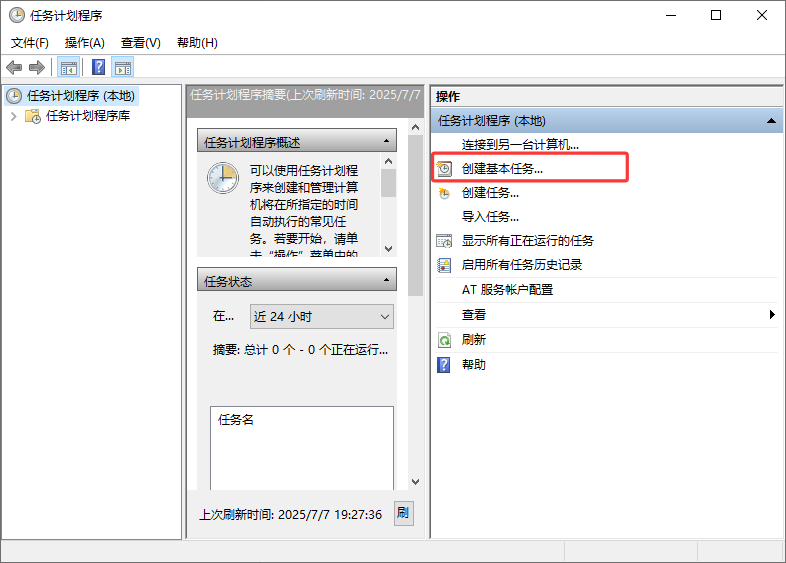 任务计划程序
文件(F) 操作(A) 查看(V) 帮助(H)
任务计划程序 (本地)
任务计划程序库
任务计划程序摘要(上次刷新时间: 2025/7/7
任务计划程序概述
可以使用任务计划程
序来创建和管理计算
机将在所指定的时间
自动执行的常见任
务。若要开始，请单
击“操作”菜单中的
任务状态
在... 近 24 小时
摘要: 总计 0 个 - 0 个正在运行...
任务名
上次刷新时间: 2025/7/7 19:27:36 刷
操作
任务计划程序 (本地)
连接到另一台计算机...
创建基本任务...
创建任务...
导入任务...
显示所有正在运行的任务
启用所有任务历史记录
AT 服务帐户配置
查看
刷新
帮助